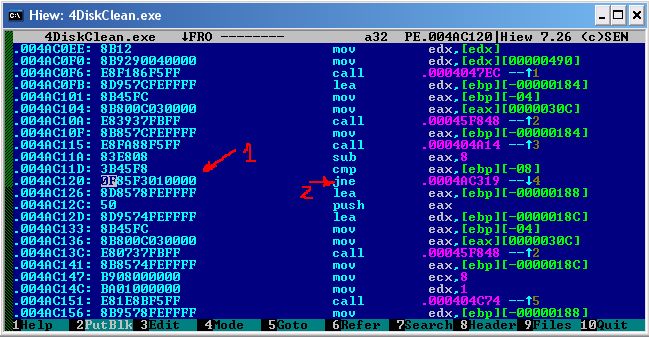 Hiew: 4DiskClean.exe
4DiskClean.exe ↓FRO -------- a32 PE.004AC120|Hiew 7.26 (c)SEN
.004AC0EE: 8B12 mov edx,[edx]
.004AC0F0: 8B9290040000 mov edx,[edx][00000490]
.004AC0F6: E8F186F5FF call .0004047EC --↑1
.004AC0FB: 8D957CFEFFFF lea edx,[ebp][-00000184]
.004AC101: 8B45FC mov eax,[ebp][-04]
.004AC104: 8B800C030000 mov eax,[eax][0000030C]
.004AC10A: E83937FBFF call .00045F848 --↑2
.004AC10F: 8B857CFEFFFF mov eax,[ebp][-00000184]
.004AC115: E8FA88F5FF call .000404A14 --↑3
.004AC11A: 83E808 sub eax,8
.004AC11D: 3B45F8 cmp eax,[ebp][-08]
.004AC120: 0F85F3010000 jne .0004AC319 --↓4
.004AC126: 8D8578FEFFFF lea eax,[ebp][-00000188]
.004AC12C: 50 push eax
.004AC12D: 8D9574FEFFFF lea edx,[ebp][-0000018C]
.004AC133: 8B45FC mov eax,[ebp][-04]
.004AC136: 8B800C030000 mov eax,[eax][0000030C]
.004AC13C: E80737FBFF call .00045F848 --↑2
.004AC141: 8B8574FEFFFF mov eax,[ebp][-0000018C]
.004AC147: B908000000 mov ecx,8
.004AC14C: BA01000000 mov edx,1
.004AC151: E81E8BF5FF call .000404C74 --↑5
.004AC156: 8B9578FEFFFF mov edx,[ebp][-00000188]
1Help 2PutBlk 3Edit 4Mode 5Goto 6Refer 7Search 8Header 9Files 10Quit
1
2